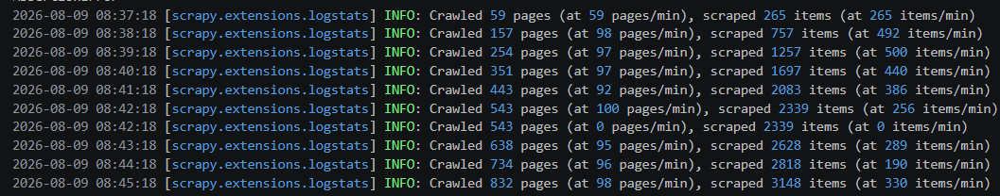 2026-08-09 08:37:18 [scrapy.extensions.logstats] INFO: Crawled 59 pages (at 59 pages/min), scraped 265 items (at 265 items/min)
2026-08-09 08:38:18 [scrapy.extensions.logstats] INFO: Crawled 157 pages (at 98 pages/min), scraped 757 items (at 492 items/min)
2026-08-09 08:39:18 [scrapy.extensions.logstats] INFO: Crawled 254 pages (at 97 pages/min), scraped 1257 items (at 500 items/min)
2026-08-09 08:40:18 [scrapy.extensions.logstats] INFO: Crawled 351 pages (at 97 pages/min), scraped 1697 items (at 440 items/min)
2026-08-09 08:41:18 [scrapy.extensions.logstats] INFO: Crawled 443 pages (at 92 pages/min), scraped 2083 items (at 386 items/min)
2026-08-09 08:42:18 [scrapy.extensions.logstats] INFO: Crawled 543 pages (at 100 pages/min), scraped 2339 items (at 256 items/min)
2026-08-09 08:42:18 [scrapy.extensions.logstats] INFO: Crawled 543 pages (at 0 pages/min), scraped 2339 items (at 0 items/min)
2026-08-09 08:43:18 [scrapy.extensions.logstats] INFO: Crawled 638 pages (at 95 pages/min), scraped 2628 items (at 289 items/min)
2026-08-09 08:44:18 [scrapy.extensions.logstats] INFO: Crawled 734 pages (at 96 pages/min), scraped 2818 items (at 190 items/min)
2026-08-09 08:45:18 [scrapy.extensions.logstats] INFO: Crawled 832 pages (at 98 pages/min), scraped 3148 items (at 330 items/min)